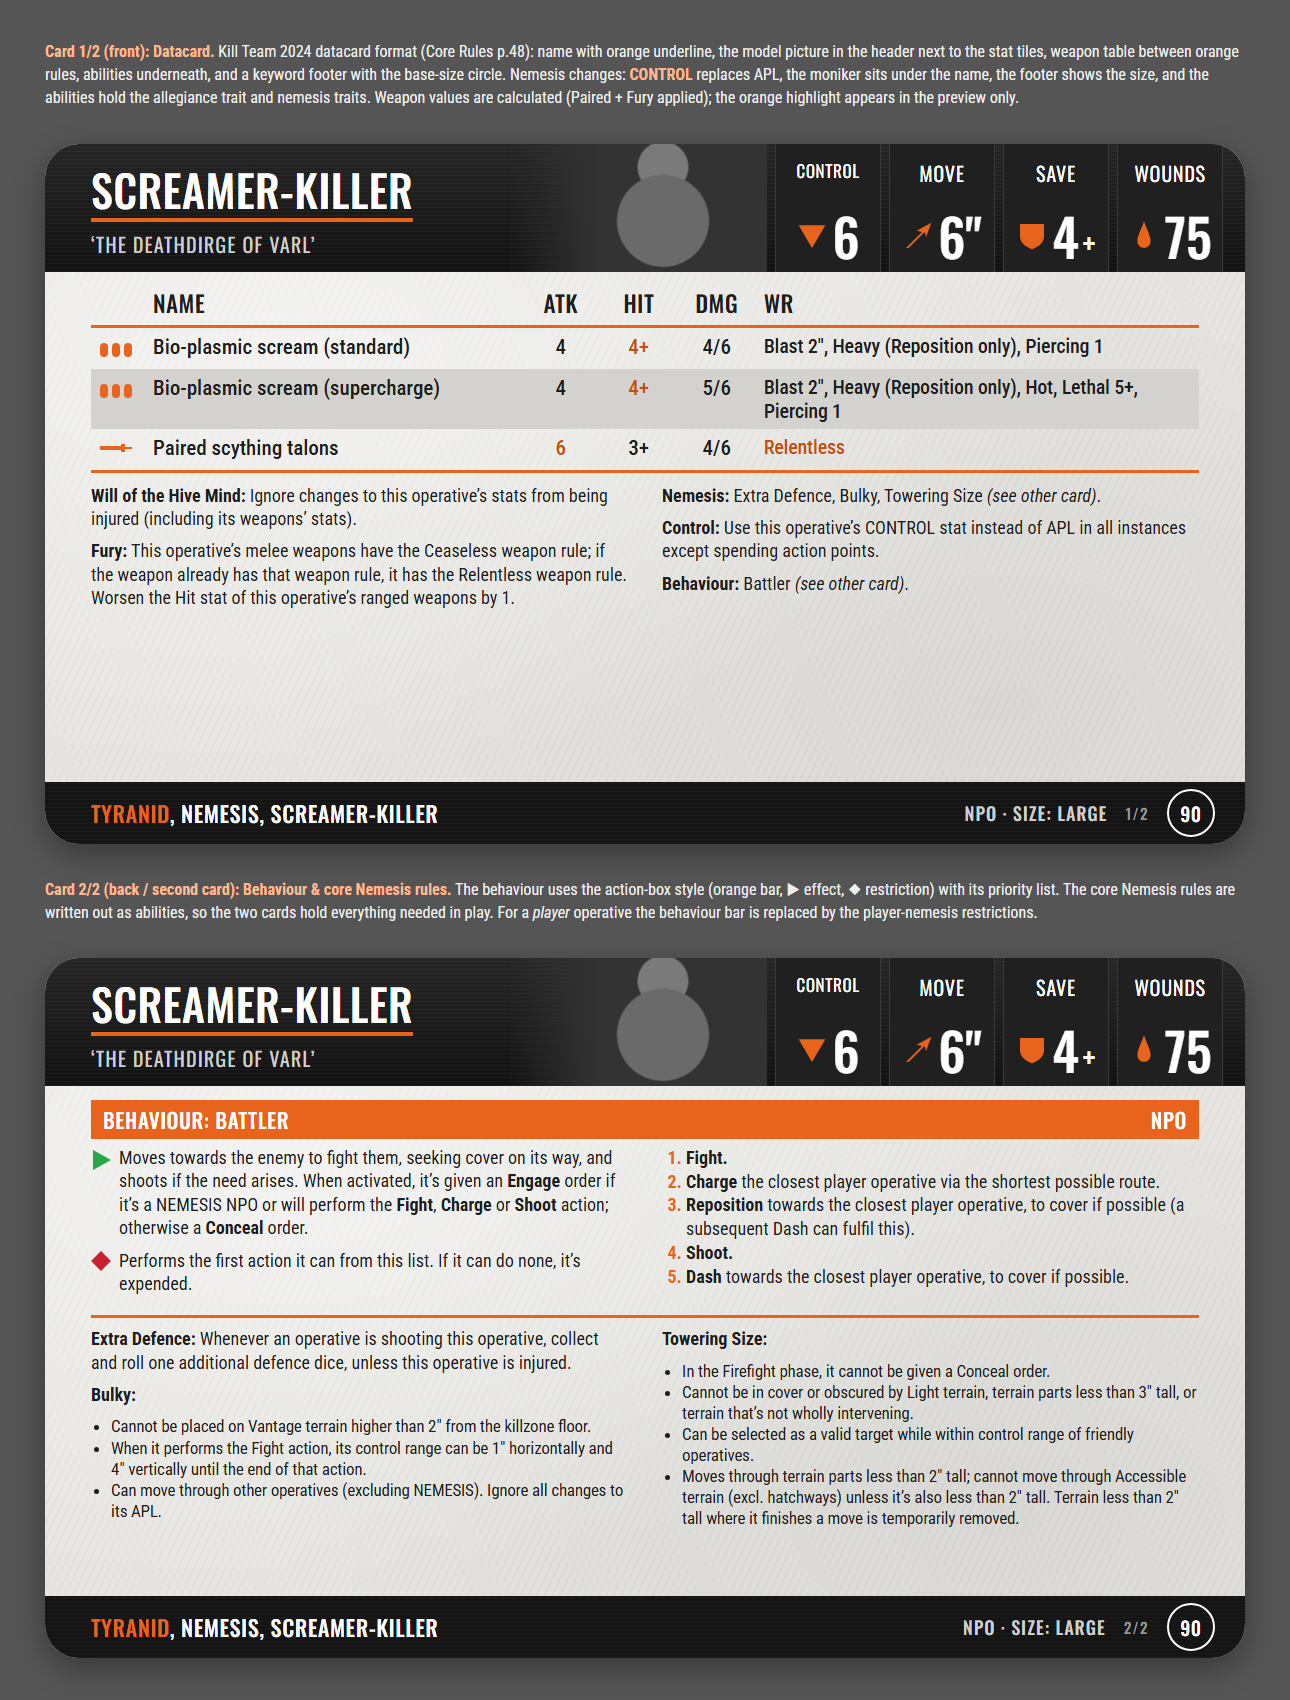 Card 1/2 (front): Datacard. Kill Team 2024 datacard format (Core Rules p.48): name with orange underline, the model picture in the header next to the stat tiles, weapon table between orange
rules, abilities underneath, and a keyword footer with the base-size circle. Nemesis changes: CONTROL replaces APL, the moniker sits under the name, the footer shows the size, and the
abilities hold the allegiance trait and nemesis traits. Weapon values are calculated (Paired + Fury applied); the orange highlight appears in the preview only.
SCREAMER-KILLER
‘THE DEATHDIRGE OF VARL’
CONTROL MOVE SAVE WOUNDS
6 6" 4+ 75
NAME ATK HIT DMG WR
Bio-plasmic scream (standard) 4 4+ 4/6 Blast 2", Heavy (Reposition only), Piercing 1
Bio-plasmic scream (supercharge) 4 4+ 5/6 Blast 2", Heavy (Reposition only), Hot, Lethal 5+,
Piercing 1
Paired scything talons 6 3+ 4/6 Relentless
Will of the Hive Mind: Ignore changes to this operative’s stats from being
injured (including its weapons’ stats).
Fury: This operative’s melee weapons have the Ceaseless weapon rule; if
the weapon already has that weapon rule, it has the Relentless weapon rule.
Worsen the Hit stat of this operative’s ranged weapons by 1.
Nemesis: Extra Defence, Bulky, Towering Size (see other card).
Control: Use this operative’s CONTROL stat instead of APL in all instances
except spending action points.
Behaviour: Battler (see other card).
TYRANID, NEMESIS, SCREAMER-KILLER
NPO · SIZE: LARGE 1/2 90
Card 2/2 (back / second card): Behaviour & core Nemesis rules. The behaviour uses the action-box style (orange bar, ▶ effect, ◆ restriction) with its priority list. The core Nemesis rules are
written out as abilities, so the two cards hold everything needed in play. For a player operative the behaviour bar is replaced by the player-nemesis restrictions.
SCREAMER-KILLER
‘THE DEATHDIRGE OF VARL’
CONTROL MOVE SAVE WOUNDS
6 6" 4+ 75
BEHAVIOUR: BATTLER NPO
Moves towards the enemy to fight them, seeking cover on its way, and
shoots if the need arises. When activated, it’s given an Engage order if
it’s a NEMESIS NPO or will perform the Fight, Charge or Shoot action;
otherwise a Conceal order.
Performs the first action it can from this list. If it can do none, it’s
expended.
1. Fight.
2. Charge the closest player operative via the shortest possible route.
3. Reposition towards the closest player operative, to cover if possible (a
subsequent Dash can fulfil this).
4. Shoot.
5. Dash towards the closest player operative, to cover if possible.
Extra Defence: Whenever an operative is shooting this operative, collect
and roll one additional defence dice, unless this operative is injured.
Bulky:
• Cannot be placed on Vantage terrain higher than 2" from the killzone floor.
• When it performs the Fight action, its control range can be 1" horizontally and
4" vertically until the end of that action.
• Can move through other operatives (excluding NEMESIS). Ignore all changes to
its APL.
Towering Size:
• In the Firefight phase, it cannot be given a Conceal order.
• Cannot be in cover or obscured by Light terrain, terrain parts less than 3" tall, or
terrain that’s not wholly intervening.
• Can be selected as a valid target while within control range of friendly
operatives.
• Moves through terrain parts less than 2" tall; cannot move through Accessible
terrain (excl. hatchways) unless it’s also less than 2" tall. Terrain less than 2"
tall where it finishes a move is temporarily removed.
TYRANID, NEMESIS, SCREAMER-KILLER
NPO · SIZE: LARGE 2/2 90